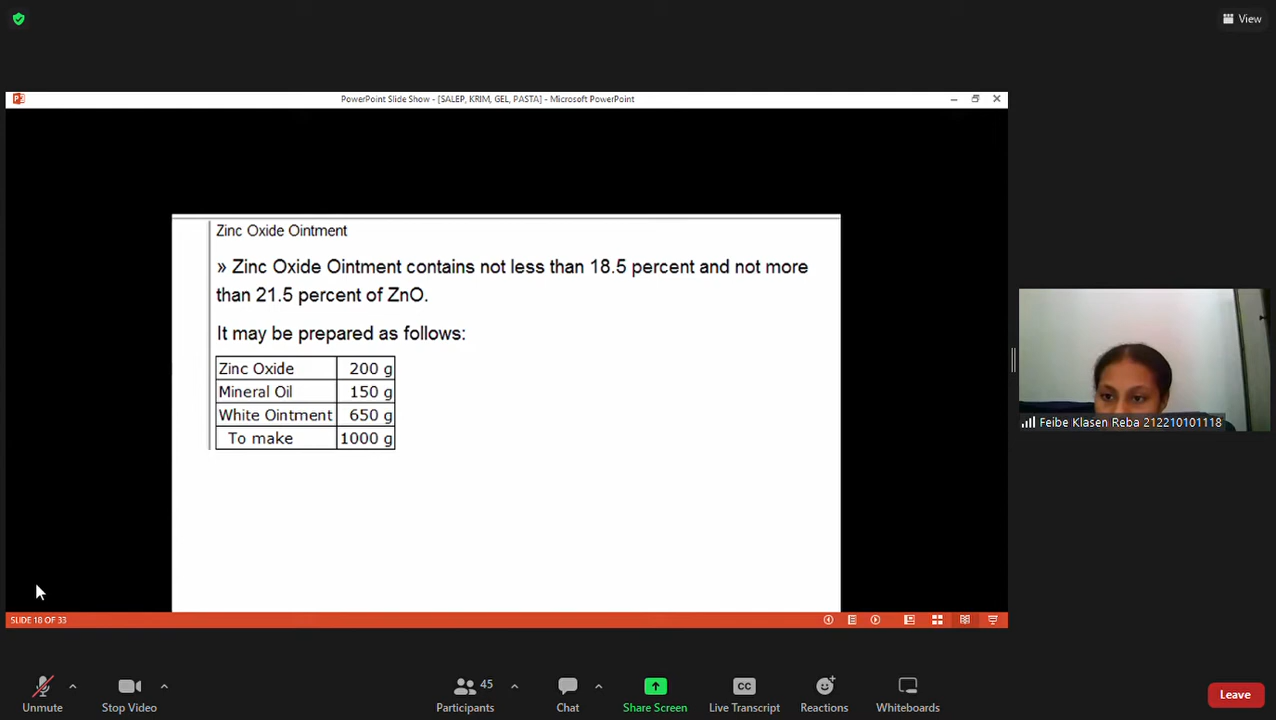 View
PowerPoint Slide Show - [SALEP, KRIM, GEL, PASTA] - Microsoft PowerPoint
Zinc Oxide Ointment
» Zinc Oxide Ointment contains not less than 18.5 percent and not more
than 21.5 percent of ZnO.
It may be prepared as follows:
Zinc Oxide 200 g
Mineral Oil 150 g
White Ointment 650 g
To make 1000 g
Feibe Klasen Reba 212210101118
SLIDE 18 OF 33
45
CC
Unmute Stop Video Participants Chat Share Screen Live Transcript Reactions Whiteboards Leave